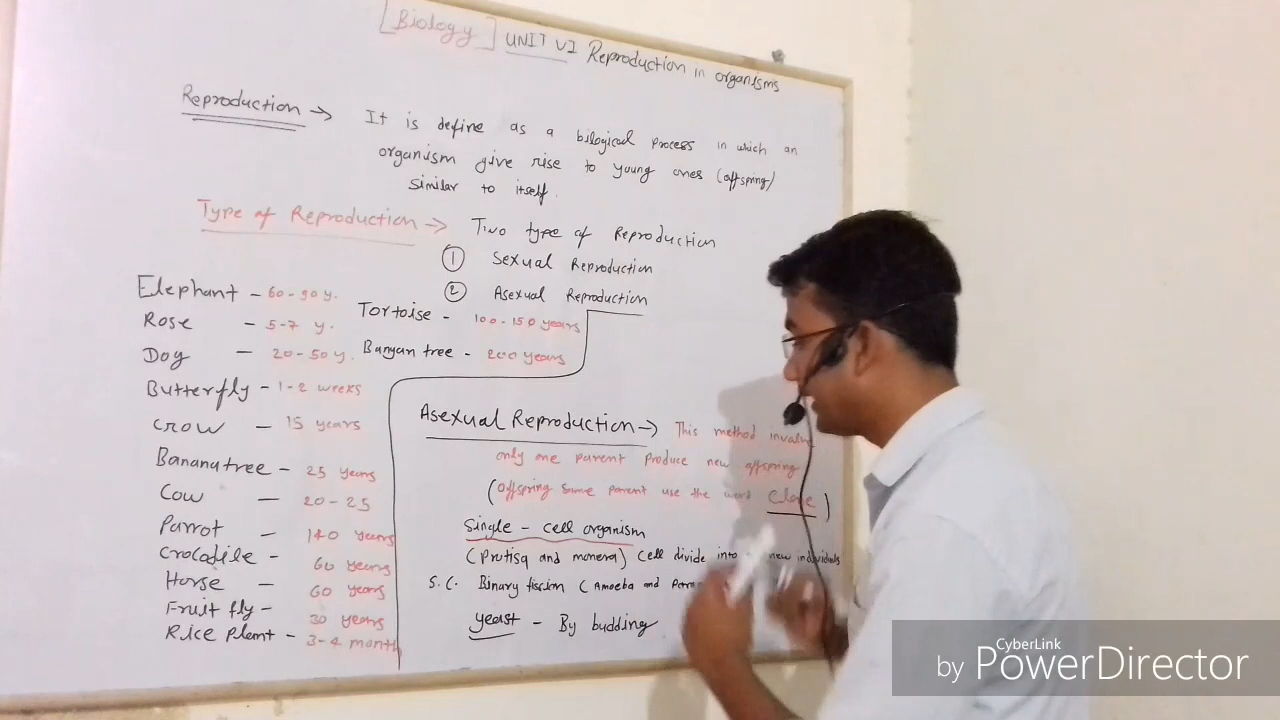 [Biology] UNIT VI Reproduction in organisms
Reproduction → It is define as a bilogical process in which an
organism give rise to young ones (offspring)
similar to itself.
Type of Reproduction → Two type of Reproduction
① Sexual Reproduction
② Asexual Reproduction
Elephant - 60-90 y.
Rose - 5-7 y.
Dog - 20-50 y.
Butterfly - 1-2 weeks
Crow - 15 years
Banana tree - 25 years
Cow - 20-25
Parrot - 140 years
Crocodile - 60 years
Horse - 60 years
Fruit fly - 30 years
Rice Plant - 3-4 month
Tortoise - 100-150 years
Banyan tree - 200 years
Asexual Reproduction → This method involve
only one parent produce new offspring
(offspring same parent use the word Clone)
Single - cell organism
(Protisa and monera) Cell divide into new individuals
S.C. Binary fission (Amoeba and
yeast - By budding
by CyberLink PowerDirector